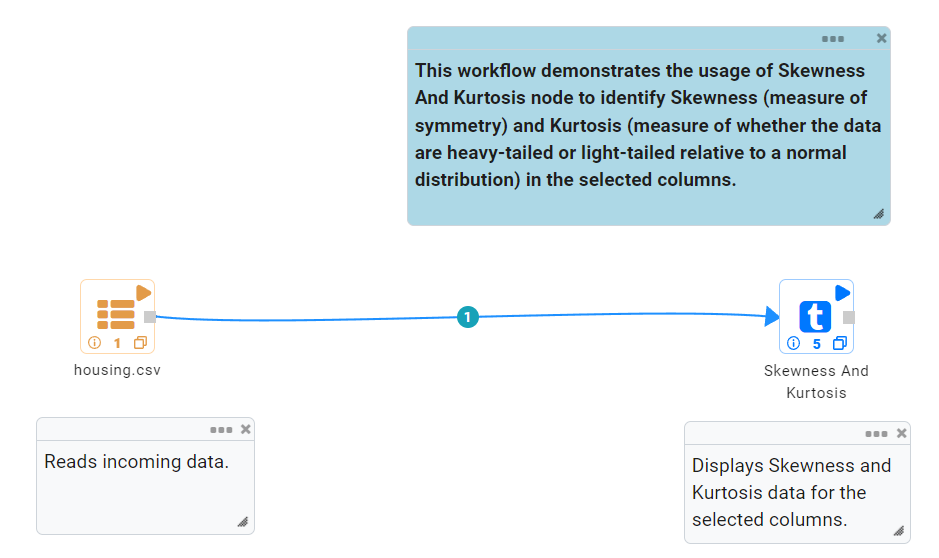 This workflow demonstrates the usage of Skewness
And Kurtosis node to identify Skewness (measure of
symmetry) and Kurtosis (measure of whether the data
are heavy-tailed or light-tailed relative to a normal
distribution) in the selected columns.
1
1
housing.csv
t
5
Skewness And
Kurtosis
Reads incoming data.
Displays Skewness and
Kurtosis data for the
selected columns.